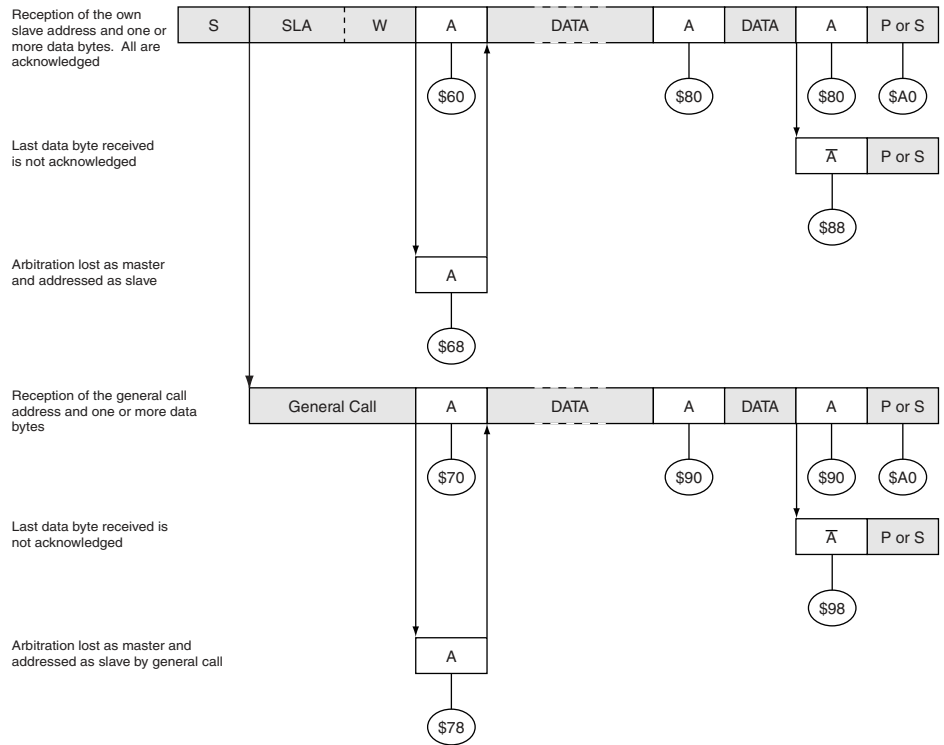 Reception of the own
slave address and one or
more data bytes. All are
acknowledged
S SLA W A DATA A DATA A P or S
$60 $80 $80 $A0
Last data byte received
is not acknowledged
A̅ P or S
$88
Arbitration lost as master
and addressed as slave
A
$68
Reception of the general call
address and one or more data
bytes
General Call A DATA A DATA A P or S
$70 $90 $90 $A0
Last data byte received is
not acknowledged
A̅ P or S
$98
Arbitration lost as master and
addressed as slave by general call
A
$78